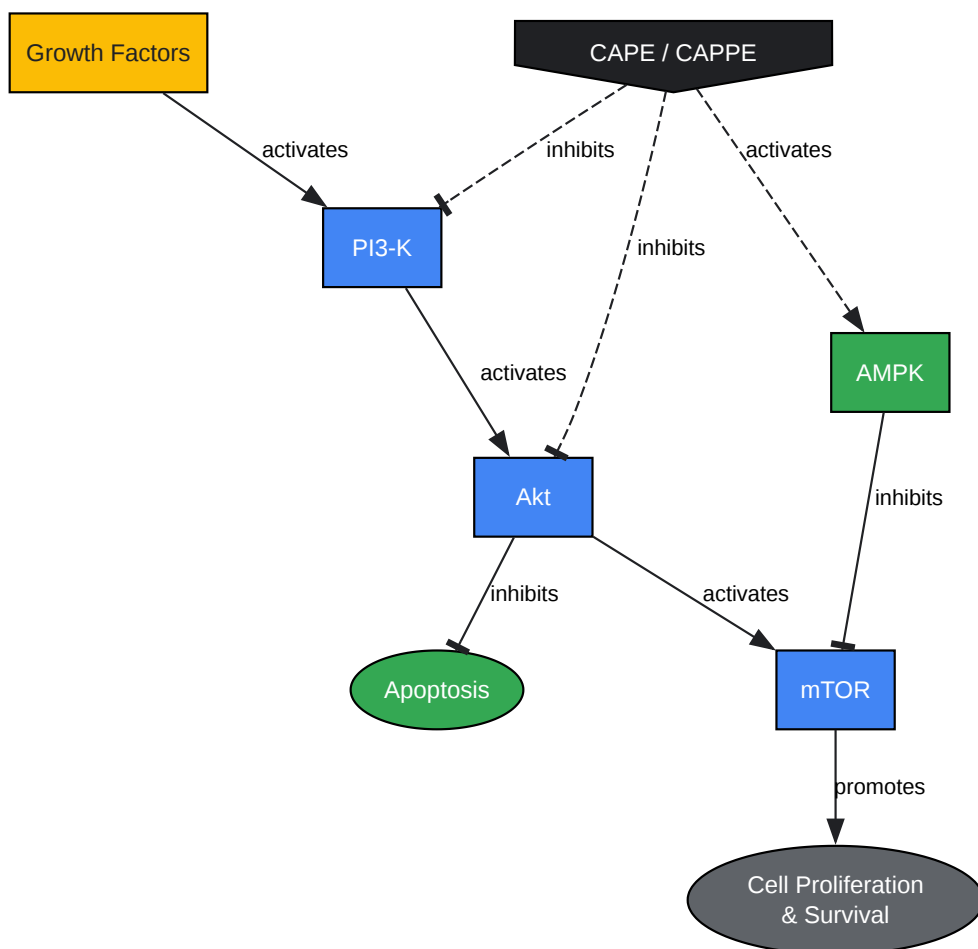 Growth Factors
CAPE / CAPPE
activates
inhibits
activates
PI3-K
inhibits
activates
AMPK
Akt
inhibits
inhibits
activates
Apoptosis
mTOR
promotes
Cell Proliferation
& Survival